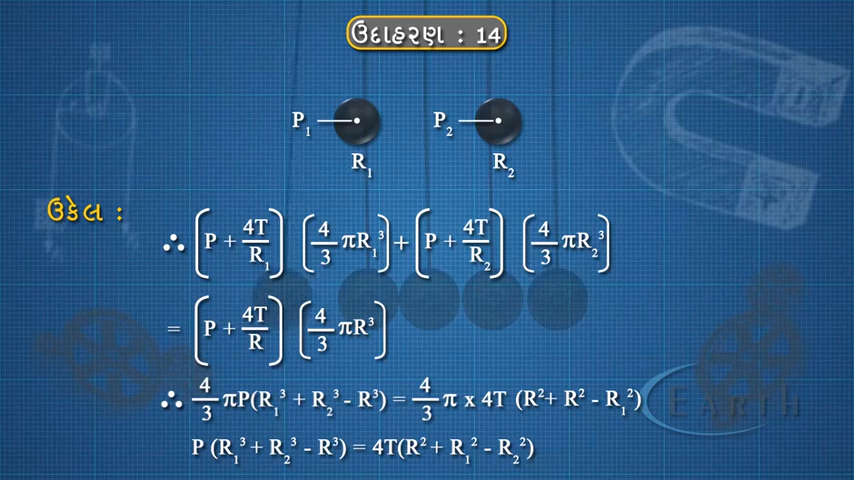 ઉદાહરણ : 14
P₁ P₂
R₁ R₂
ઉકેલ :
∴ (P + 4T/R₁) (4/3 πR₁³) + (P + 4T/R₂) (4/3 πR₂³)
= (P + 4T/R) (4/3 πR³)
∴ 4/3 πP(R₁³ + R₂³ - R³) = 4/3 π x 4T (R²+ R² - R₁²)
EARTH
P (R₁³ + R₂³ - R³) = 4T(R² + R₁² - R₂²)